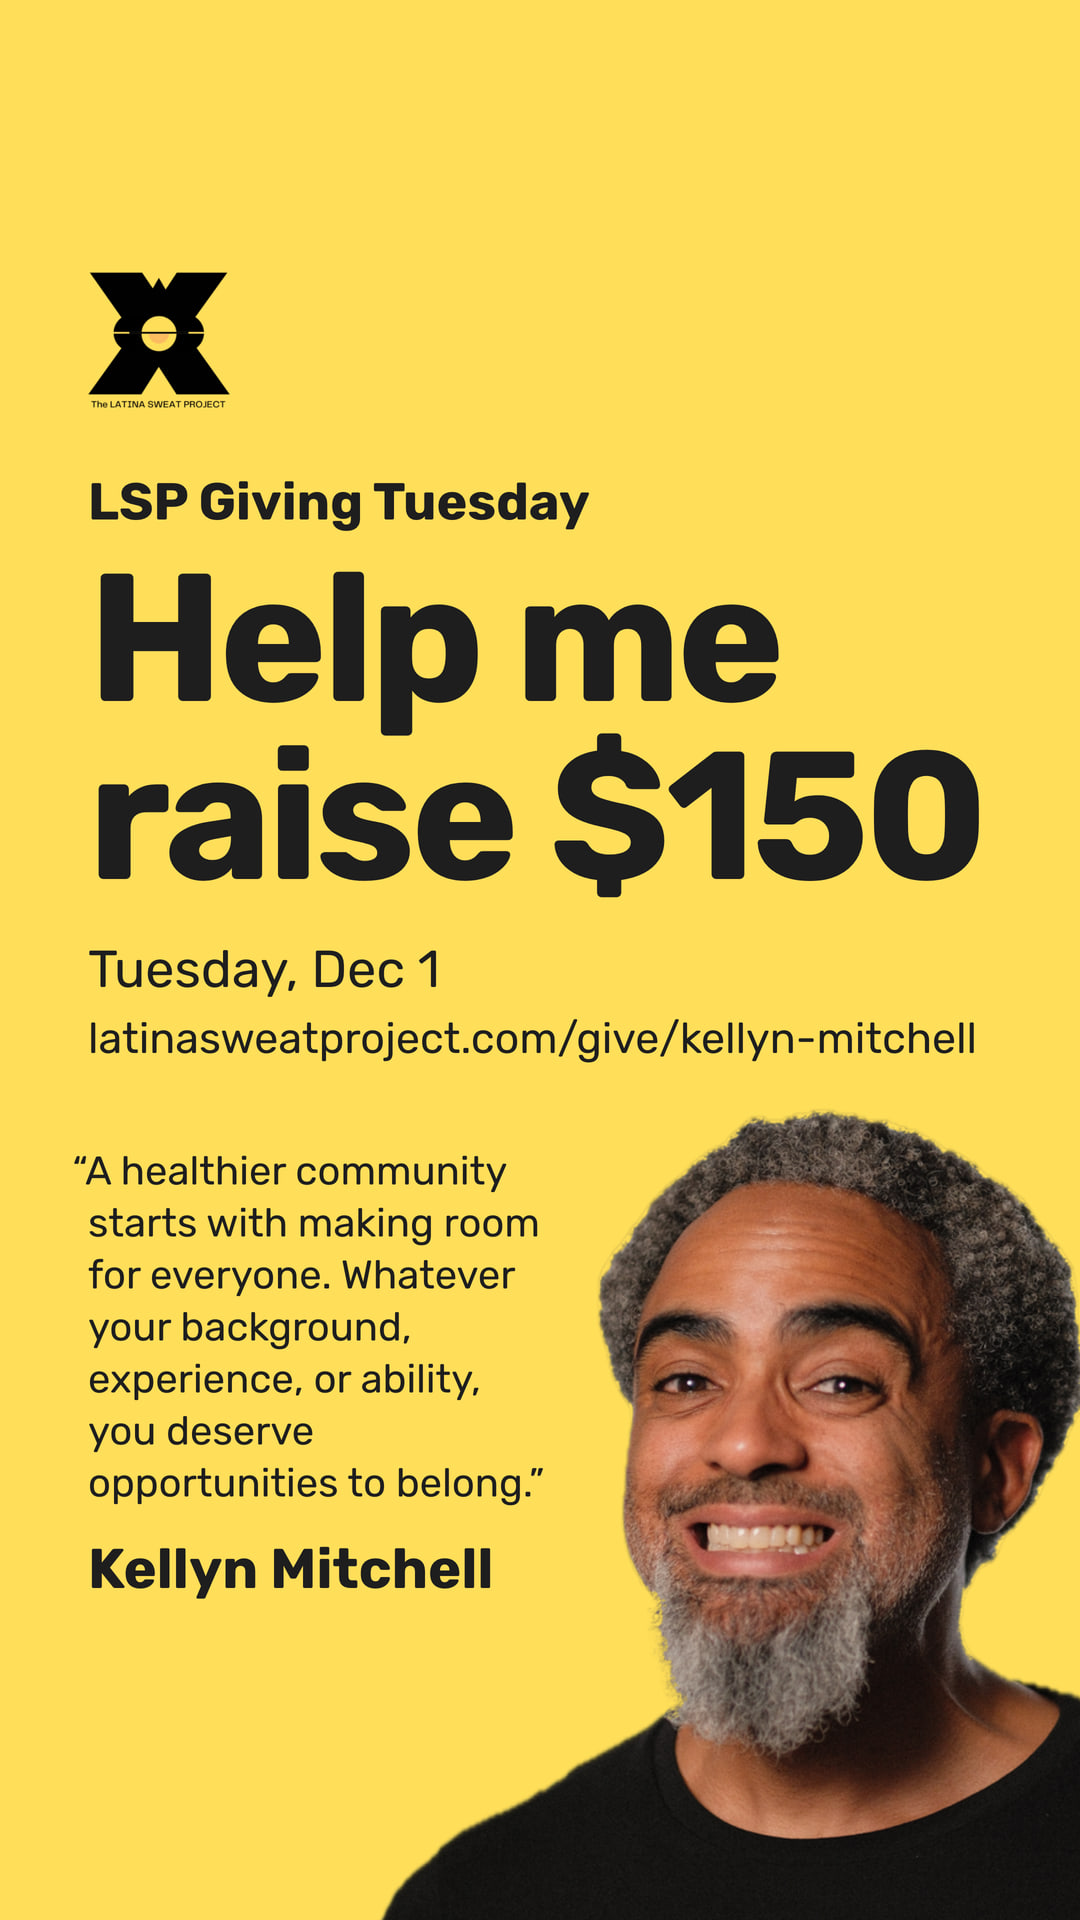 The LATINA SWEAT PROJECT
LSP Giving Tuesday
Help me
raise $150
Tuesday, Dec 1
latinasweatproject.com/give/kellyn-mitchell
“A healthier community
starts with making room
for everyone. Whatever
your background,
experience, or ability,
you deserve
opportunities to belong.”
Kellyn Mitchell